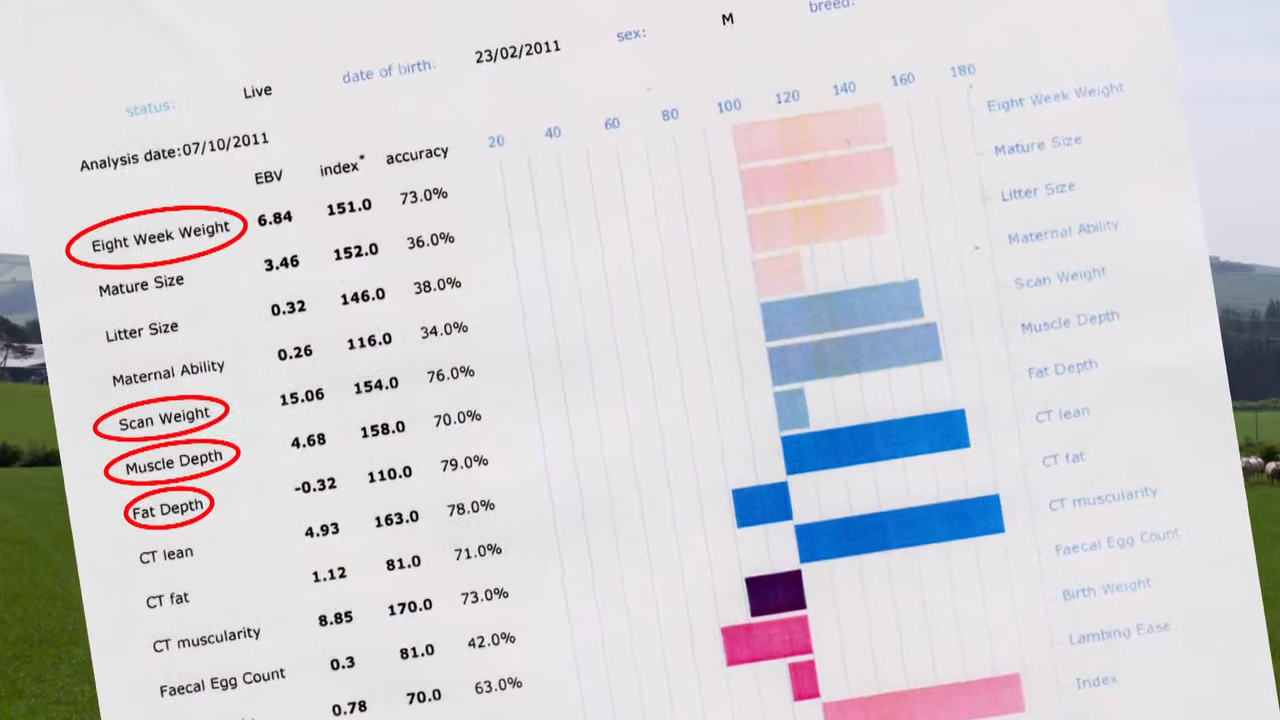 status: Live date of birth: 23/02/2011 sex: M breed:
Analysis date:07/10/2011
EBV index* accuracy 20 40 60 80 100 120 140 160 180
Eight Week Weight 6.84 151.0 73.0% Eight Week Weight
Mature Size 3.46 152.0 36.0% Mature Size
Litter Size 0.32 146.0 38.0% Litter Size
Maternal Ability 0.26 116.0 34.0% Maternal Ability
Scan Weight 15.06 154.0 76.0% Scan Weight
Muscle Depth 4.68 158.0 70.0% Muscle Depth
Fat Depth -0.32 110.0 79.0% Fat Depth
CT lean 4.93 163.0 78.0% CT lean
CT fat 1.12 81.0 71.0% CT fat
CT muscularity 8.85 170.0 73.0% CT muscularity
Faecal Egg Count 0.3 81.0 42.0% Faecal Egg Count
0.78 70.0 63.0% Birth Weight
Lambing Ease
Index